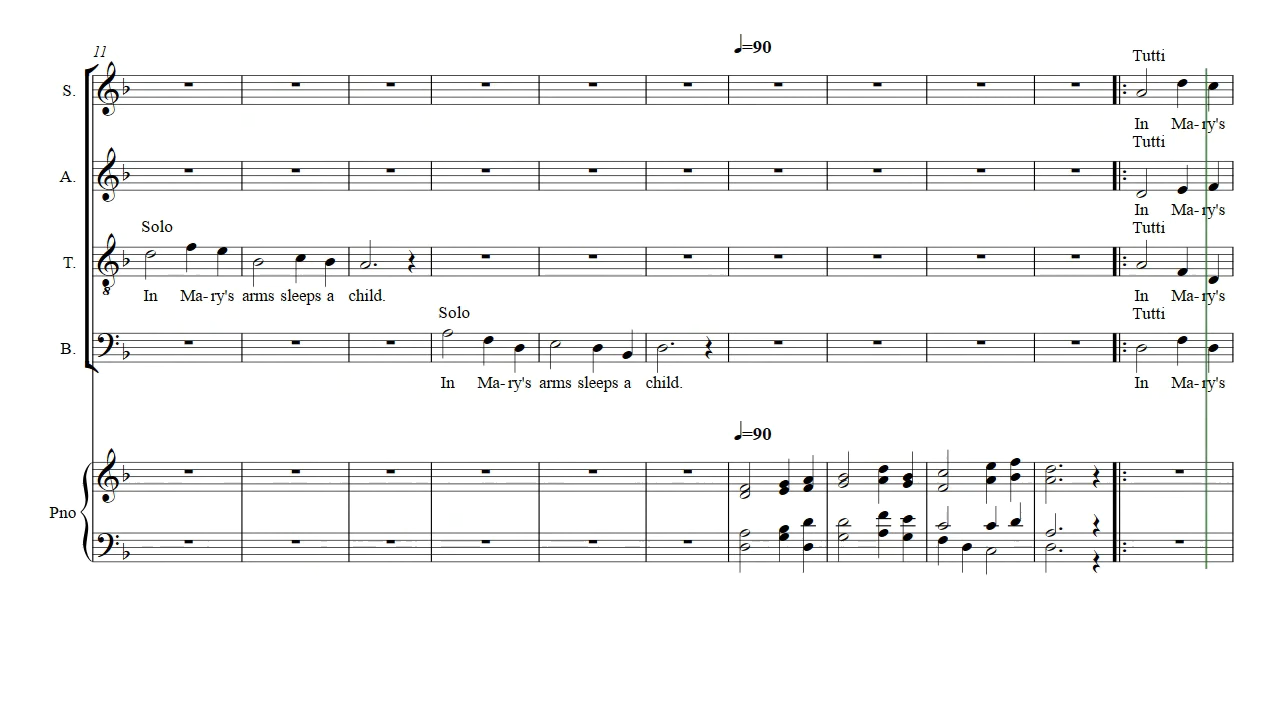 11
♩=90
Tutti
S.
In Ma-ry's
Tutti
A.
In Ma-ry's
Solo
Tutti
T.
In Ma-ry's arms sleeps a child.
In Ma-ry's
Solo
Tutti
B.
In Ma-ry's arms sleeps a child.
In Ma-ry's
♩=90
Pno